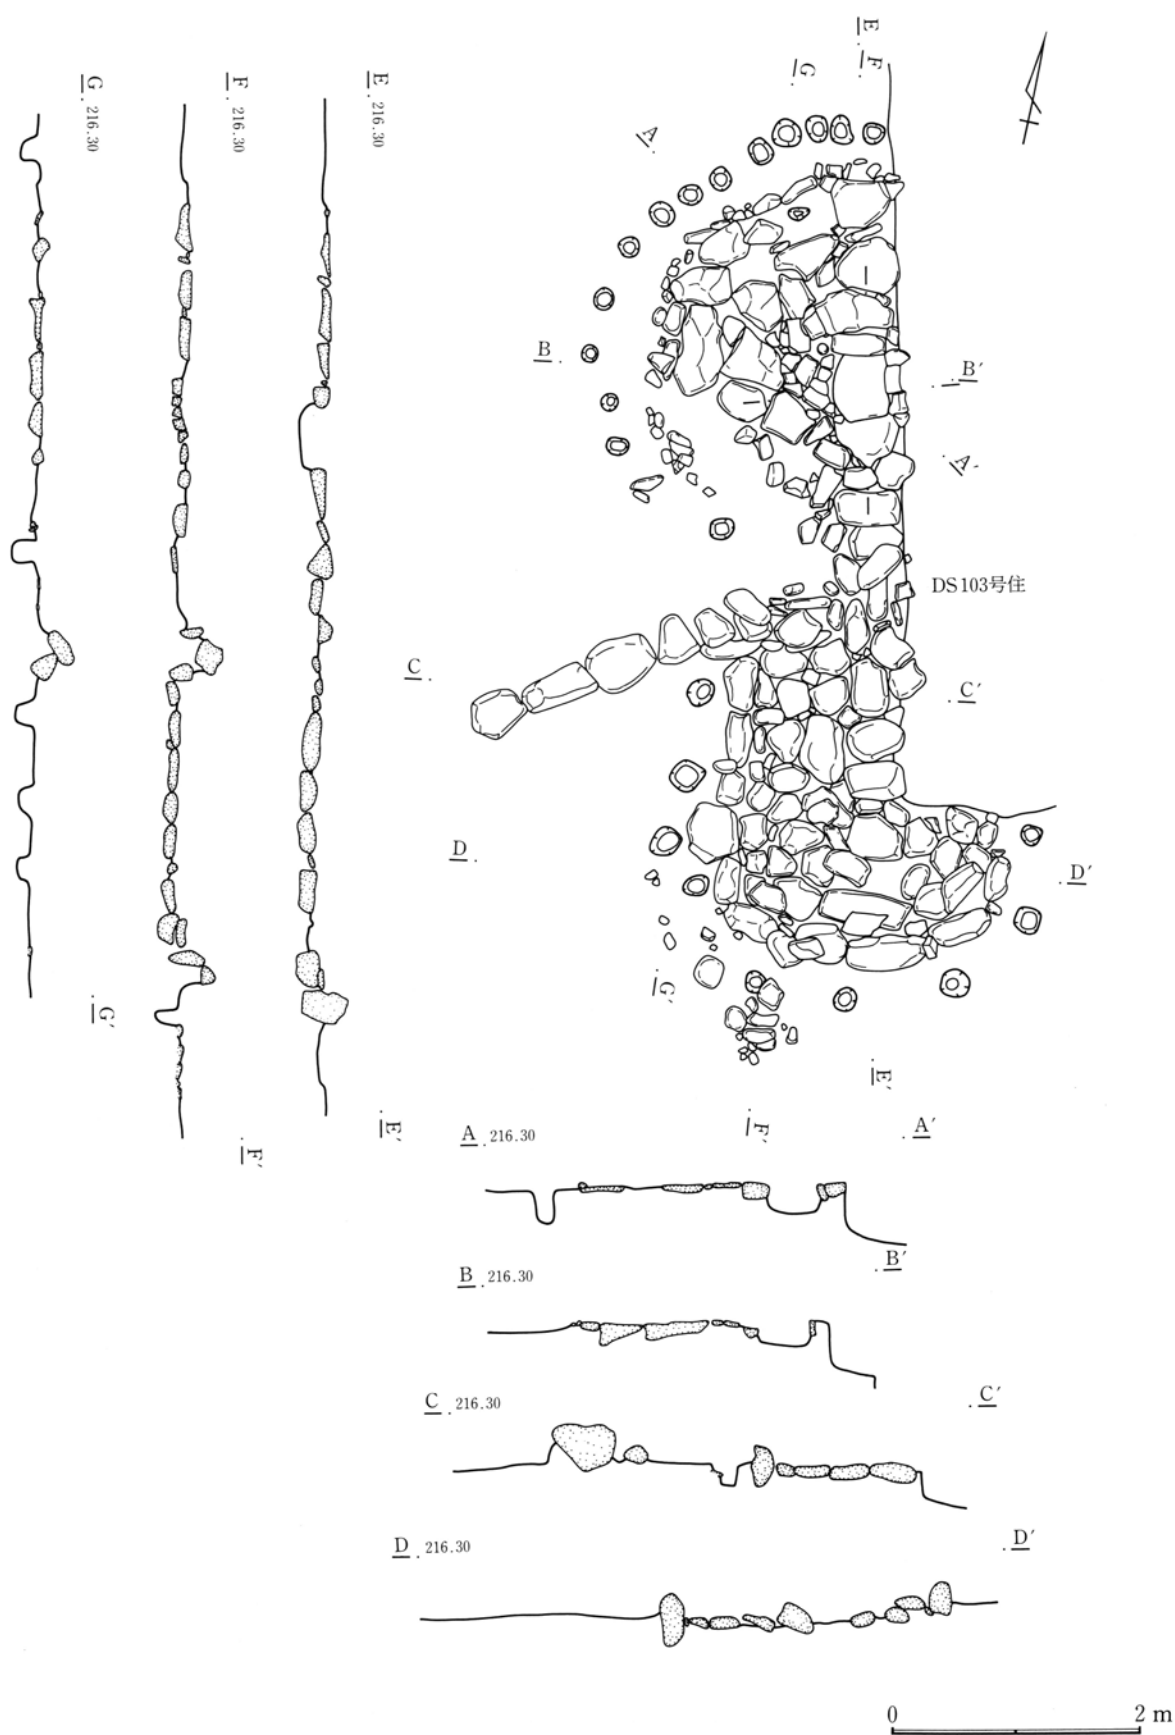 E
F
G
A
G 216.30
F 216.30
E 216.30
B
B′
A′
DS103号住
C
C′
D
D′
G′
E′
F′
G′
F′
E′
A 216.30
A′
B 216.30
B′
C 216.30
C′
D 216.30
D′
0 2 m